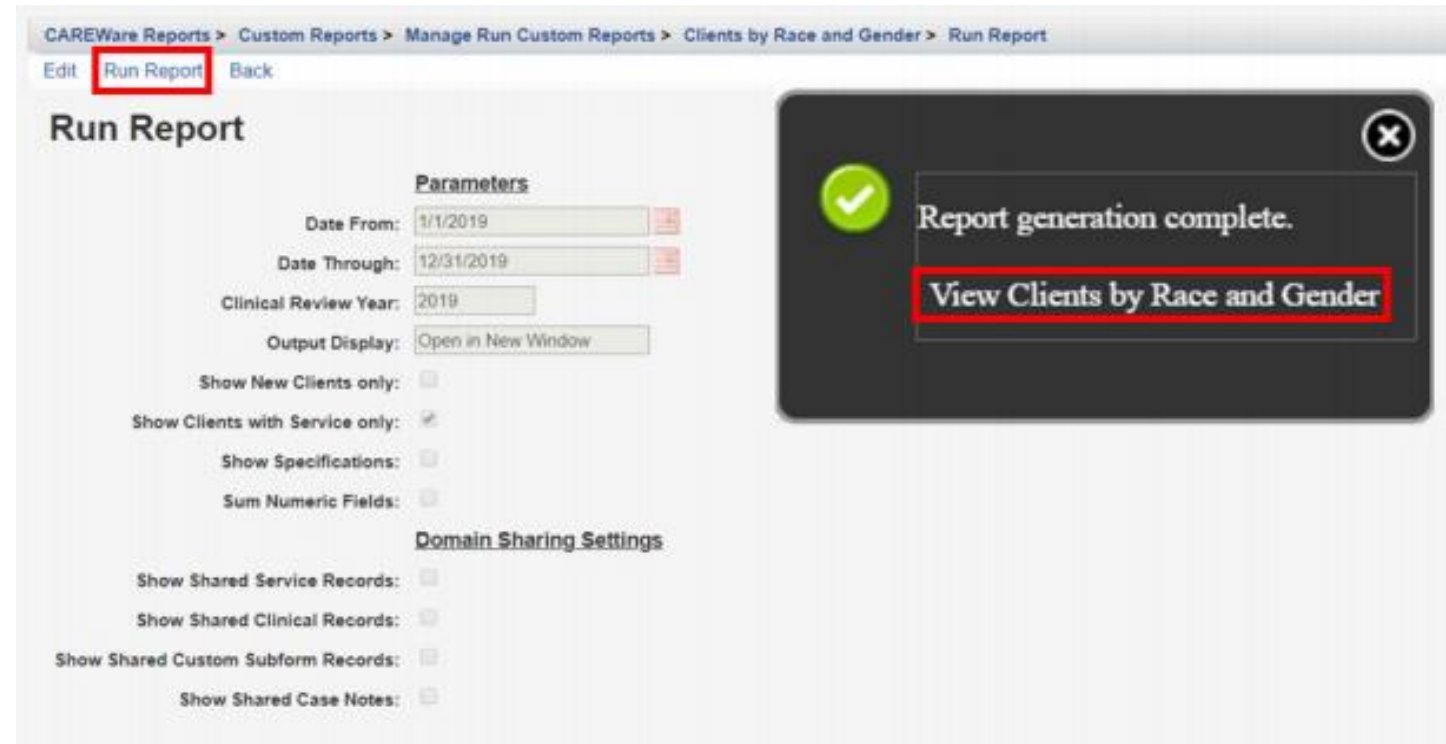 CAREWare Reports > Custom Reports > Manage Run Custom Reports > Clients by Race and Gender > Run Report
Edit Run Report Back
Run Report
Parameters
Date From: 1/1/2019
Date Through: 12/31/2019
Clinical Review Year: 2019
Output Display: Open in New Window
Show New Clients only:
Show Clients with Service only:
Show Specifications:
Sum Numeric Fields:
Domain Sharing Settings
Show Shared Service Records:
Show Shared Clinical Records:
Show Shared Custom Subform Records:
Show Shared Case Notes:
Report generation complete.
View Clients by Race and Gender